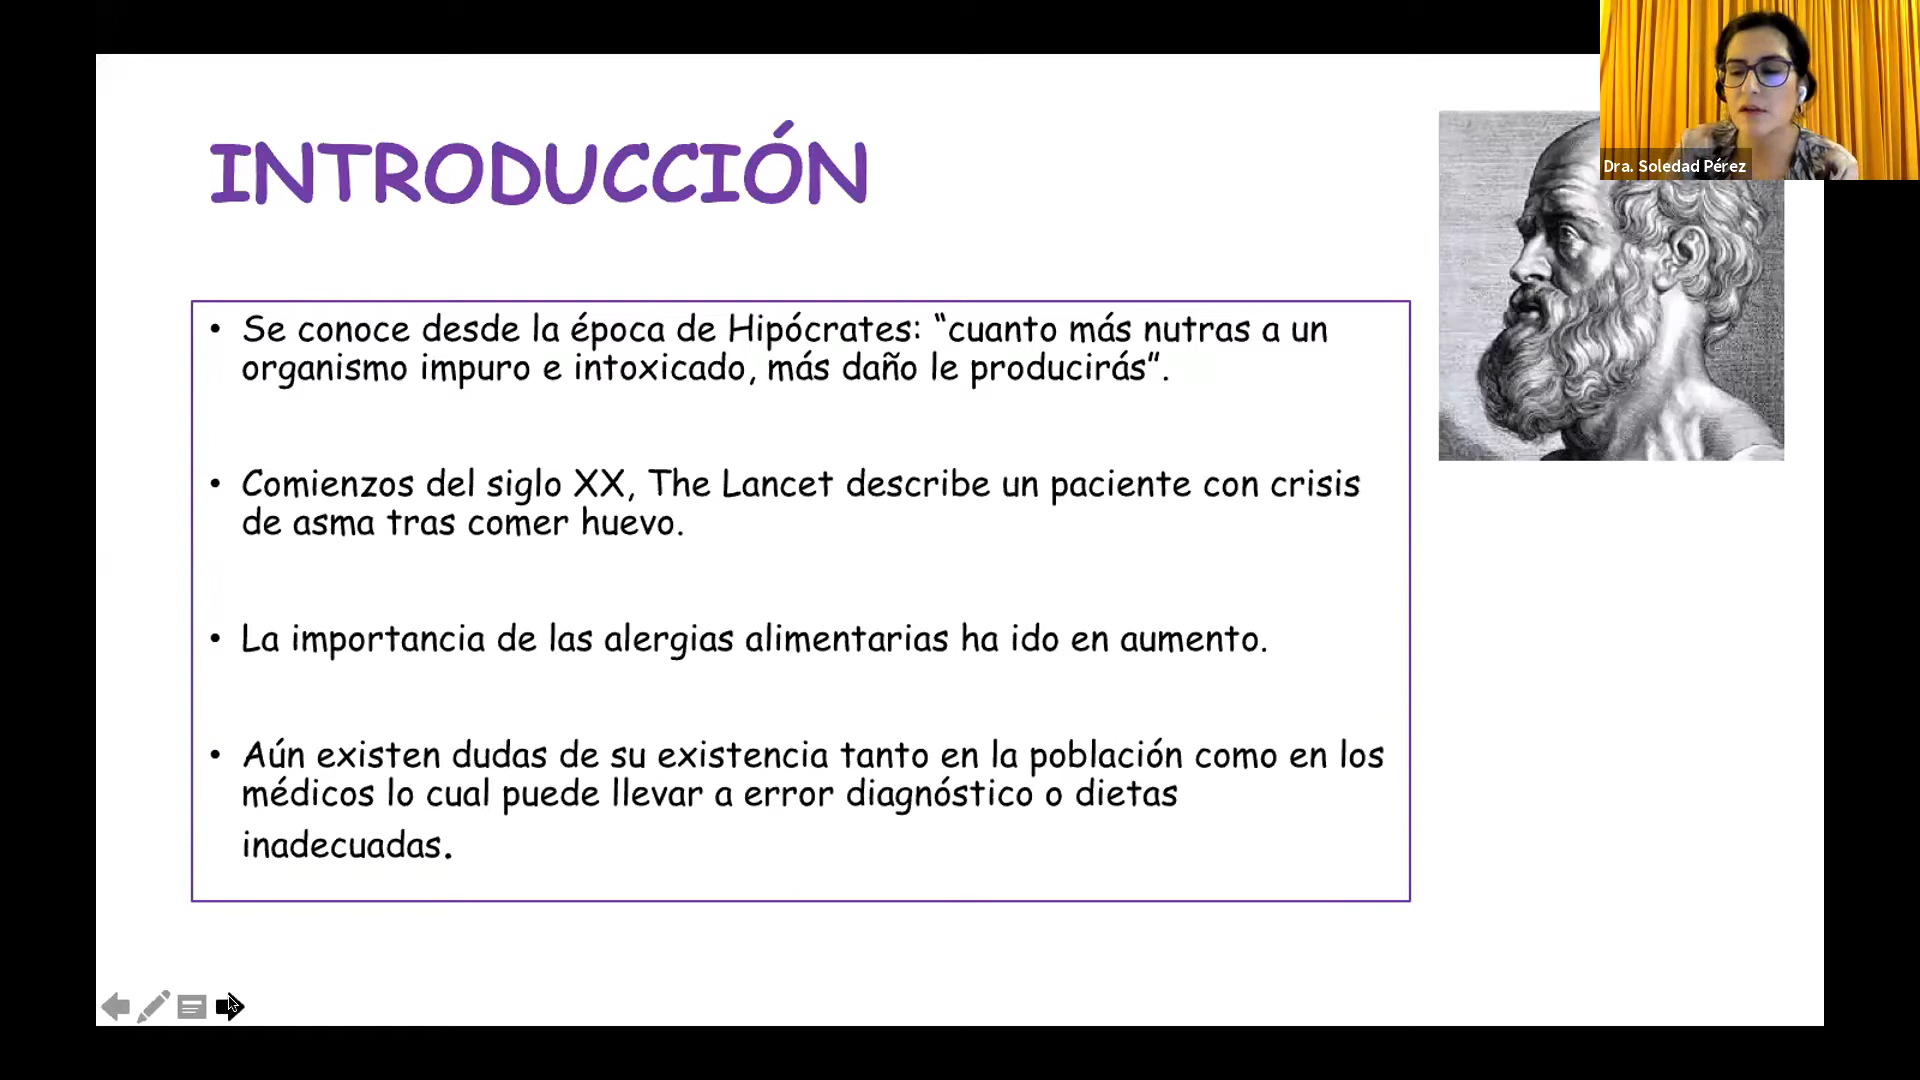 INTRODUCCIÓN
Dra. Soledad Pérez
• Se conoce desde la época de Hipócrates: “cuanto más nutras a un
organismo impuro e intoxicado, más daño le producirás”.
• Comienzos del siglo XX, The Lancet describe un paciente con crisis
de asma tras comer huevo.
• La importancia de las alergias alimentarias ha ido en aumento.
• Aún existen dudas de su existencia tanto en la población como en los
médicos lo cual puede llevar a error diagnóstico o dietas
inadecuadas.